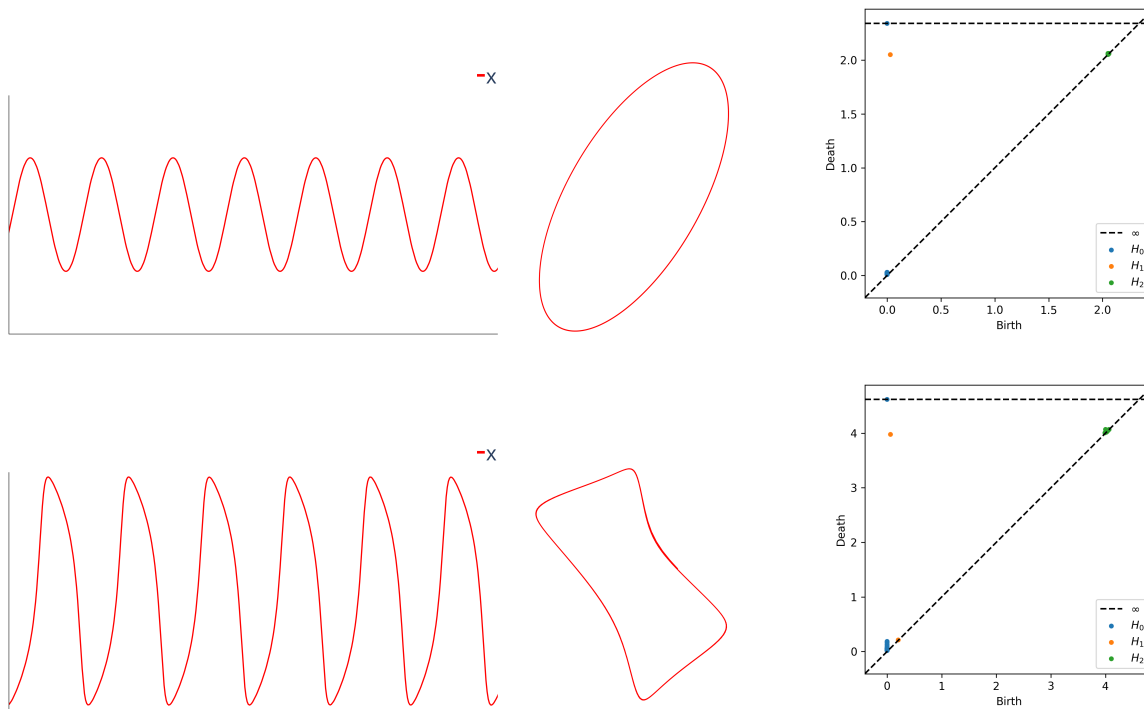 X
2.0
1.5
1.0
0.5
0.0
Death
0.0 0.5 1.0 1.5 2.0
Birth
∞
H₀
H₁
H₂
X
4
3
2
1
0
Death
0 1 2 3 4
Birth
∞
H₀
H₁
H₂